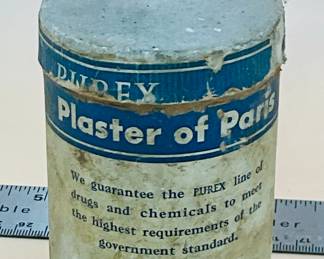 PUREX
Plaster of Paris
We guarantee the PUREX line of
drugs and chemicals to meet
the highest requirements of the
government standard.
5